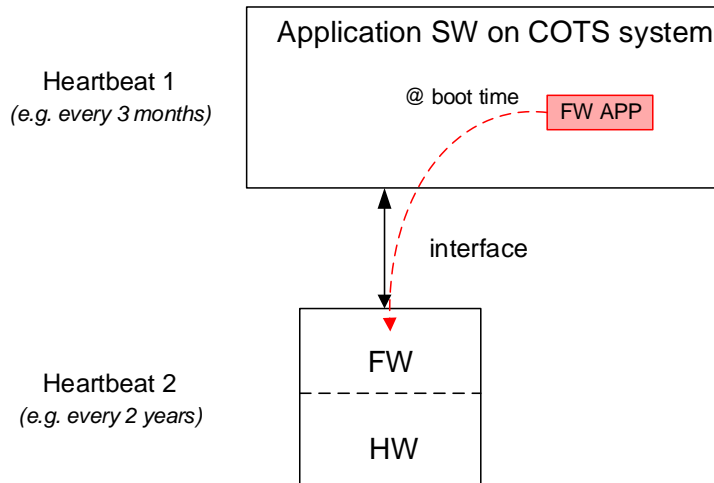 Application SW on COTS system
Heartbeat 1
(e.g. every 3 months)
@ boot time
FW APP
interface
FW
Heartbeat 2
(e.g. every 2 years)
HW